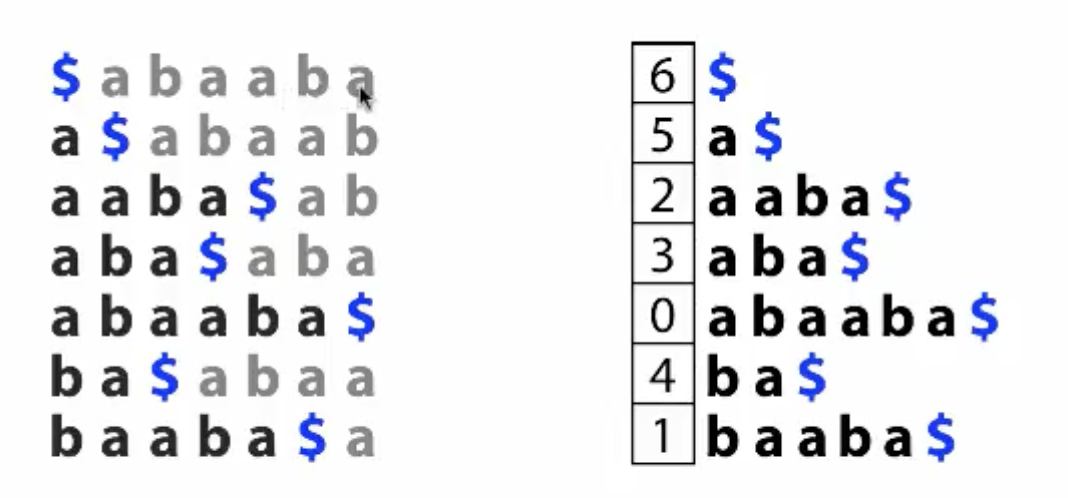 $ a b a a b a
a $ a b a a b
a a b a $ a b
a b a $ a b a
a b a a b a $
b a $ a b a a
b a a b a $ a
6 $
5 a $
2 a a b a $
3 a b a $
0 a b a a b a $
4 b a $
1 b a a b a $